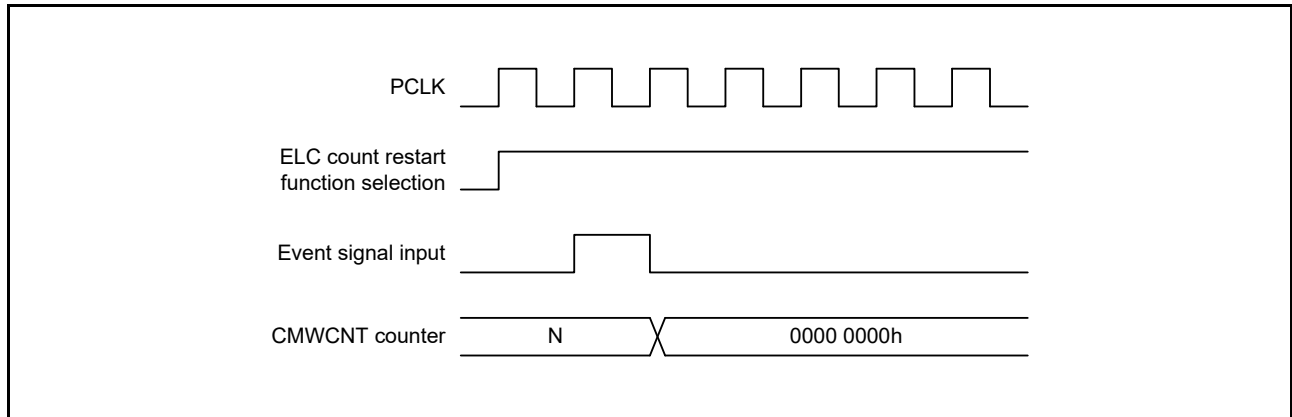 PCLK
ELC count restart
function selection
Event signal input
CMWCNT counter
N
0000 0000h